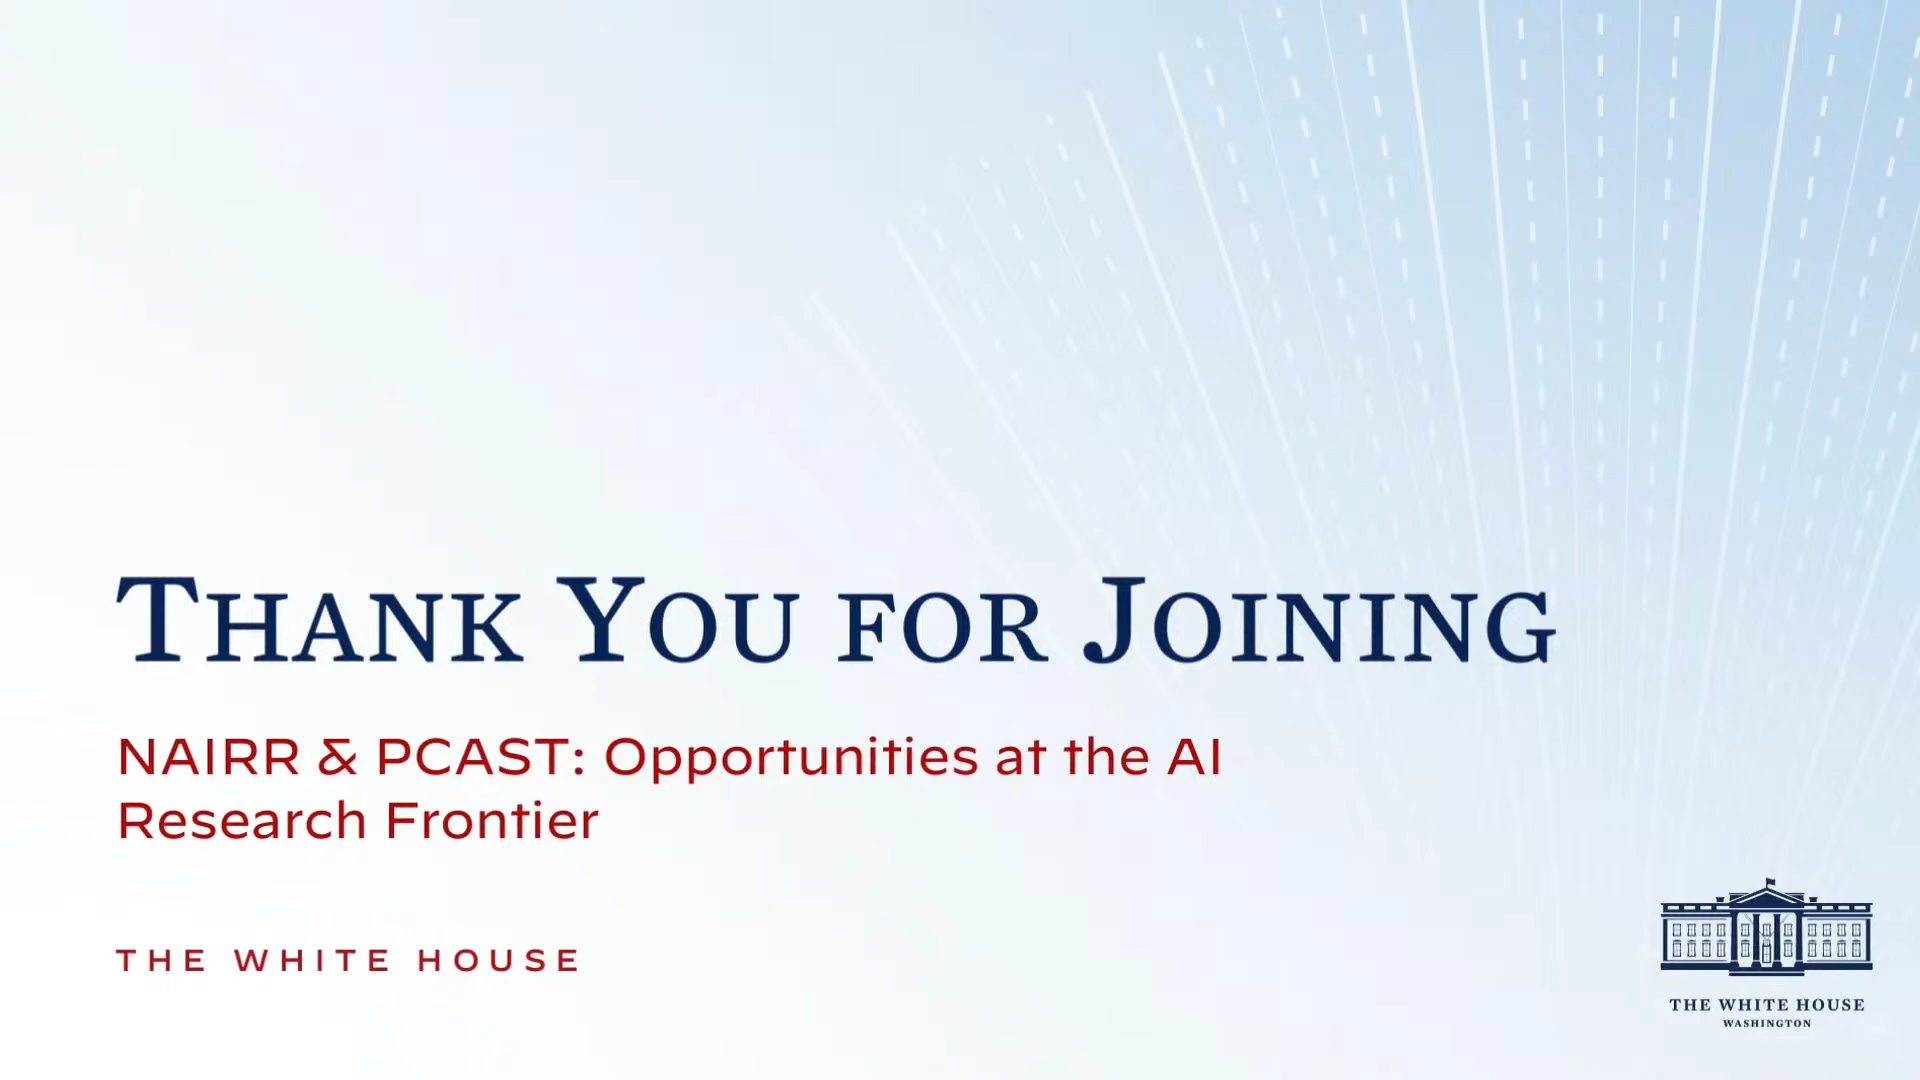 THANK YOU FOR JOINING
NAIRR & PCAST: Opportunities at the AI
Research Frontier
THE WHITE HOUSE
THE WHITE HOUSE
WASHINGTON